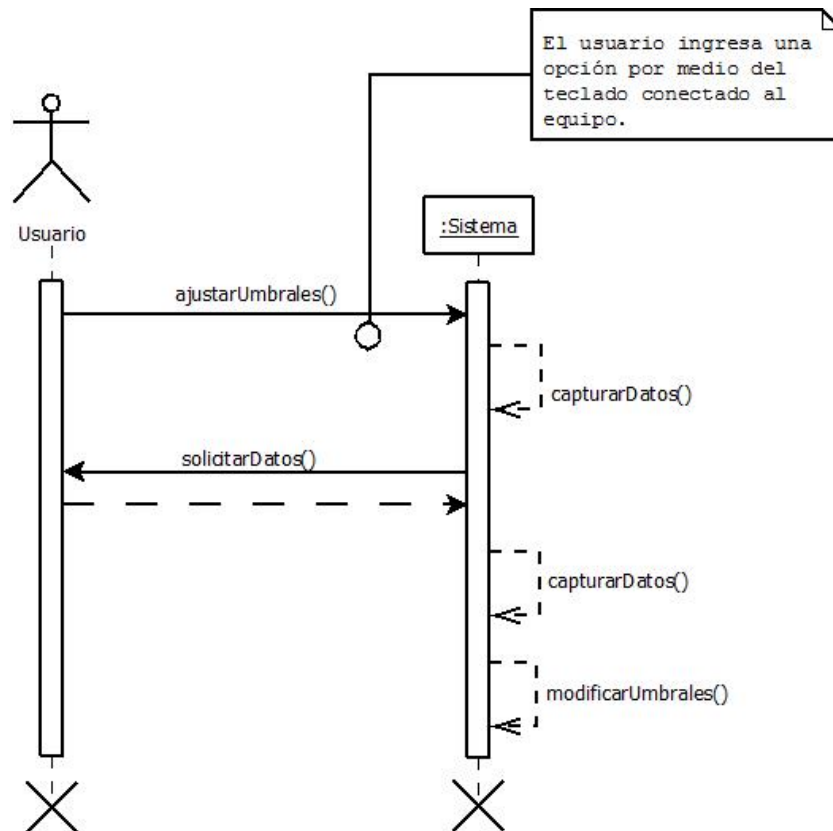 El usuario ingresa una
opción por medio del
teclado conectado al
equipo.
Usuario
:Sistema
ajustarUmbrales()
capturarDatos()
solicitarDatos()
capturarDatos()
modificarUmbrales()